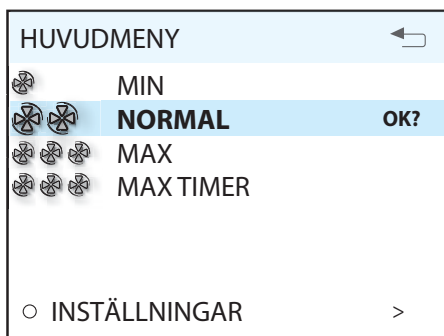 HUVUDMENY
MIN
NORMAL OK?
MAX
MAX TIMER
INSTÄLLNINGAR >